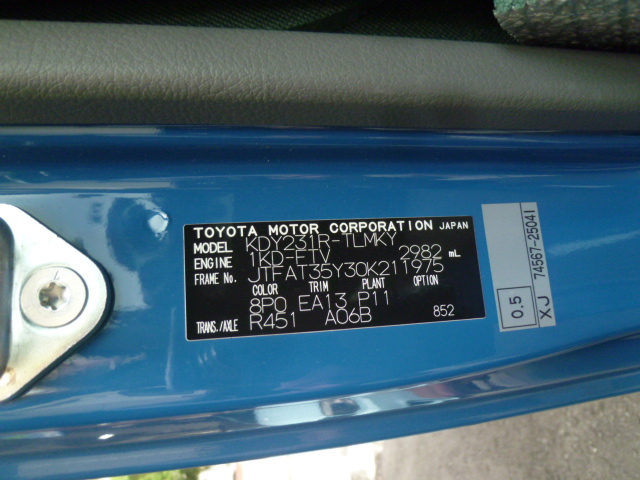 TOYOTA MOTOR CORPORATION JAPAN
MODEL KDY231R-TLMKY
ENGINE 1KD-FTV 2982 mL
FRAME No. JTFAT35Y30K211975
COLOR TRIM PLANT OPTION
8P0 EA13 P11
TRANS./AXLE R451 A06B 852
74567-25041
0.5
XJ